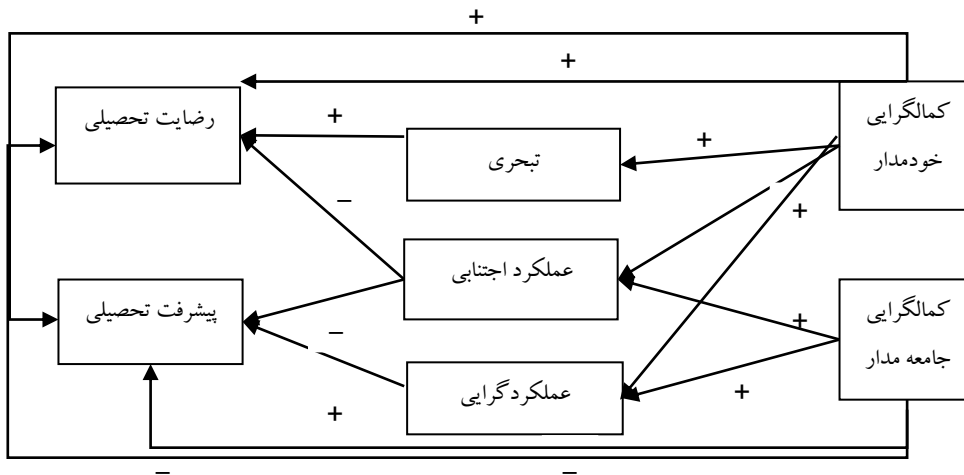 +
+
کمالگرایی
خودمدار
رضایت تحصیلی
+
+
تبحری
–
+
عملکرد اجتنابی
کمالگرایی
جامعه مدار
پیشرفت تحصیلی
–
+
عملکردگرایی
+
+
–
–